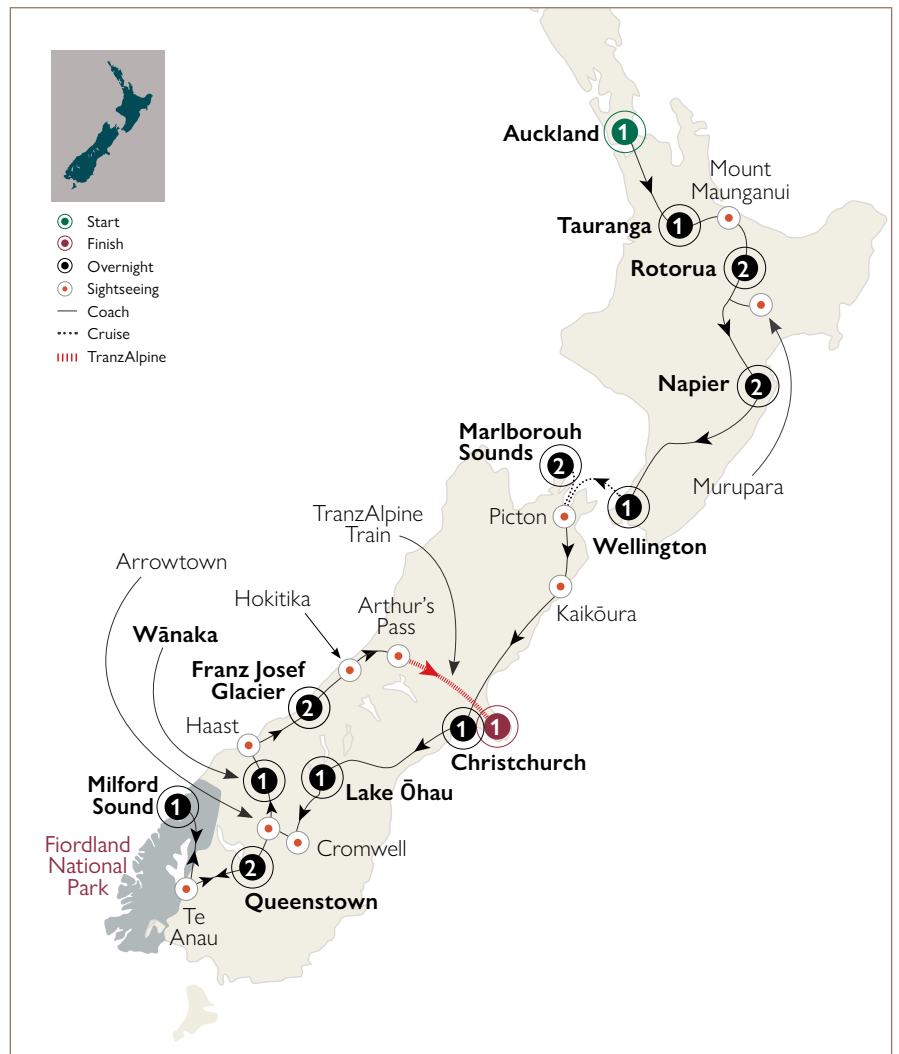 Start
Finish
Overnight
Sightseeing
Coach
Cruise
TranzAlpine
Auckland
1
Mount
Maunganui
Tauranga
1
Rotorua
2
Napier
2
Murupara
Marlborouh
Sounds
2
Picton
1
Wellington
TranzAlpine
Train
Kaikōura
Arrowtown
Hokitika
Arthur's
Pass
Wānaka
Franz Josef
Glacier
2
Haast
1
1
Christchurch
1
1
Lake Ōhau
Milford
Sound
1
Cromwell
Fiordland
National
Park
2
Queenstown
Te
Anau